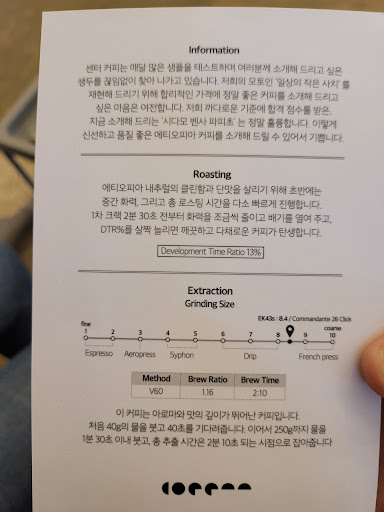 Information
센터 커피는 매달 많은 샘플을 테스트하며 여러분께 소개해 드리고 싶은
생두를 끊임없이 찾아 나가고 있습니다. 저희의 모토인 '일상의 작은 사치' 를
재현해 드리기 위해 합리적인 가격에 정말 좋은 커피를 소개해 드리고
싶은 마음은 여전합니다. 저희 까다로운 기준에 합격 점수를 받은,
지금 소개해 드리는 '시다모 벤사 파피초' 는 정말 훌륭합니다. 이렇게
신선하고 품질 좋은 에티오피아 커피를 소개해 드릴 수 있어서 기쁩니다.
Roasting
에티오피아 내추럴의 클린함과 단맛을 살리기 위해 초반에는
중간 화력, 그리고 총 로스팅 시간을 다소 빠르게 진행합니다.
1차 크랙 2분 30초 전부터 화력을 조금씩 줄이고 배기를 열여 주고,
DTR%를 살짝 늘리면 깨끗하고 다채로운 커피가 탄생합니다.
Development Time Ratio 13%
Extraction
Grinding Size
EK43s : 8.4 / Commandante 26 Click
fine coarse
1 2 3 4 5 6 7 8 9 10
Espresso Aeropress Syphon Drip French press
Method Brew Ratio Brew Time
V60 1:16 2:10
이 커피는 아로마와 맛의 깊이가 뛰어난 커피입니다.
처음 40g의 물을 붓고 40초를 기다려줍니다. 이어서 250g까지 물을
1분 30초 이내 붓고, 총 추출 시간은 2분 10초 되는 시점으로 잡아줍니다